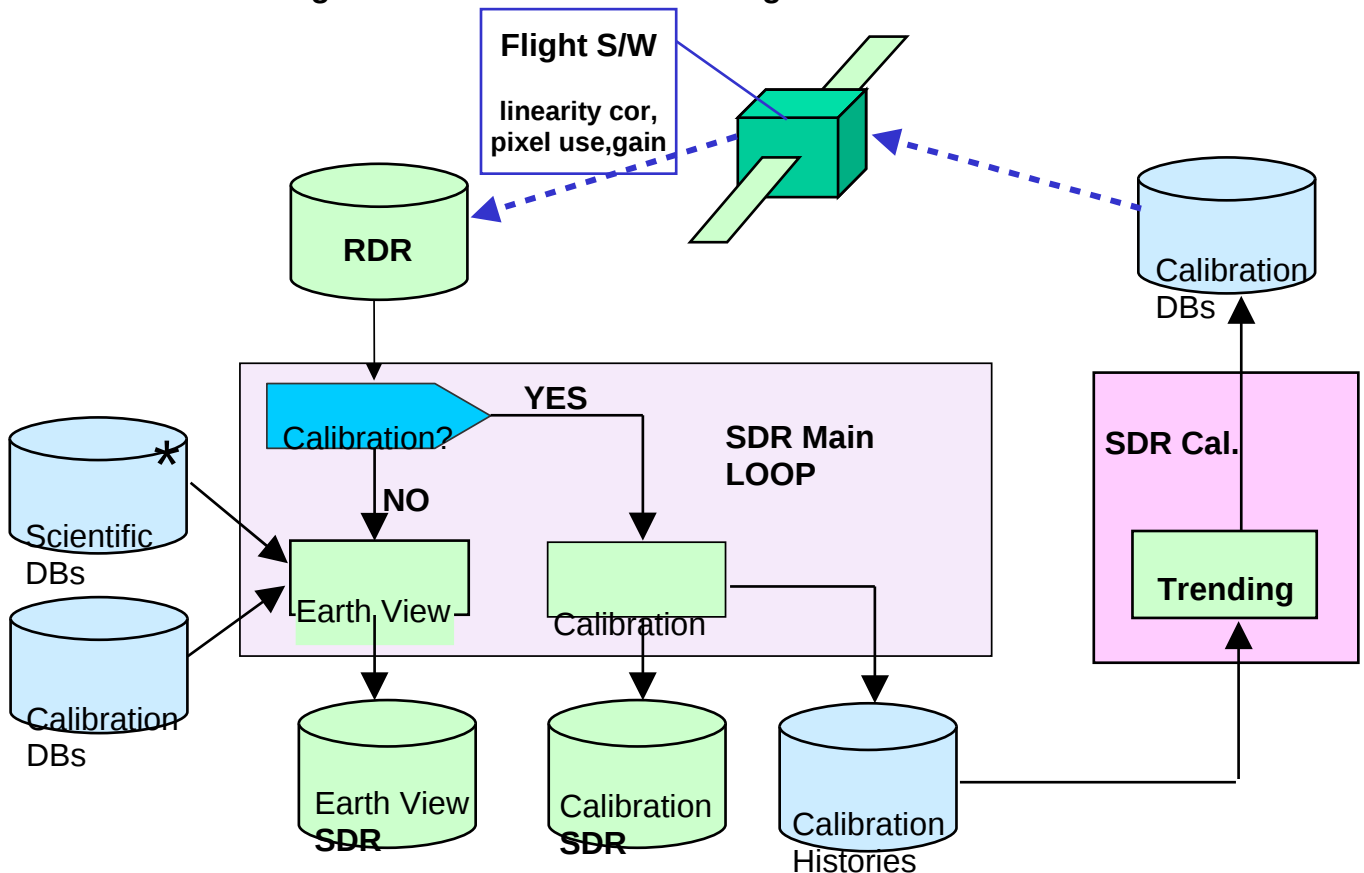 Flight S/W
linearity cor,
pixel use,gain
RDR
Calibration
DBs
Calibration?
YES
NO
SDR Main
LOOP
SDR Cal.
*
Scientific
DBs
Earth View
Calibration
Trending
Calibration
DBs
Earth View
SDR
Calibration
SDR
Calibration
Histories